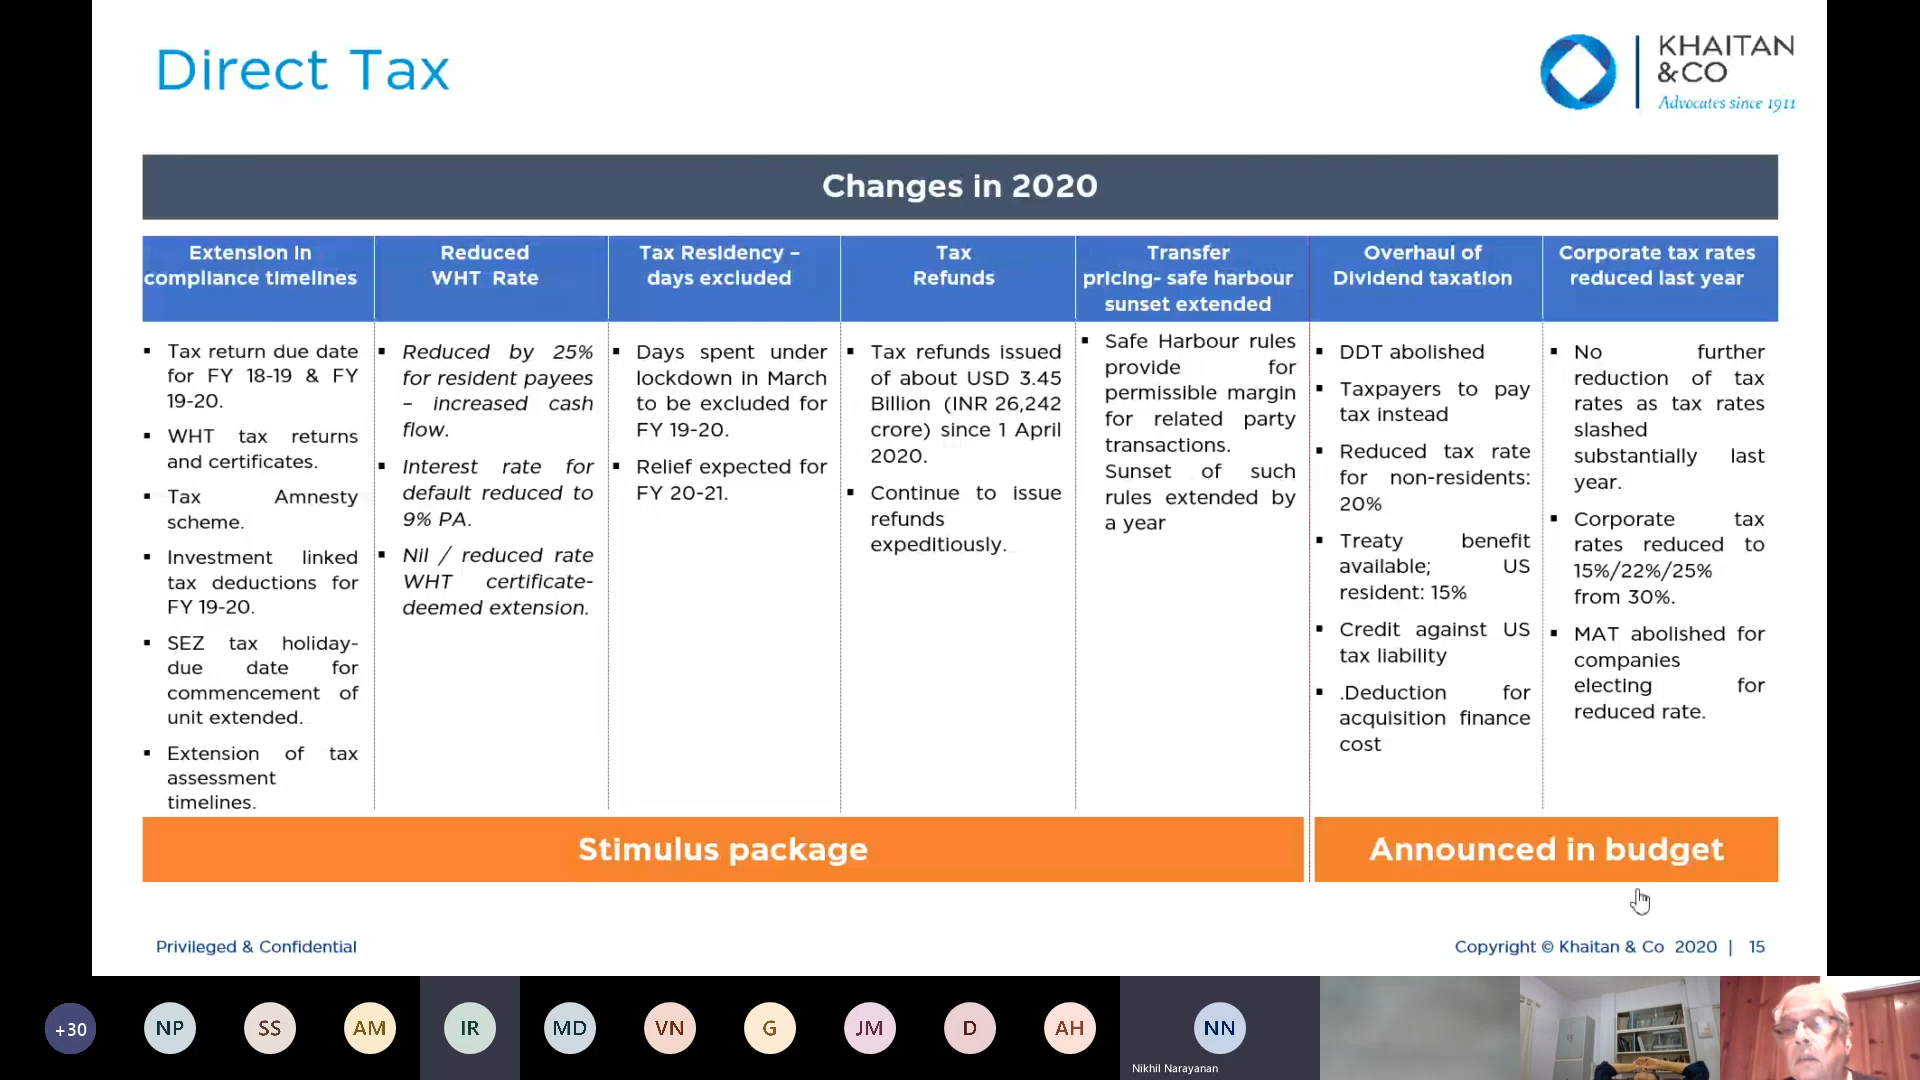 Direct Tax
KHAITAN
&CO
Advocates since 1911
Changes in 2020
Extension in
compliance timelines
Reduced
WHT Rate
Tax Residency –
days excluded
Tax
Refunds
Transfer
pricing- safe harbour
sunset extended
Overhaul of
Dividend taxation
Corporate tax rates
reduced last year
▪ Tax return due date
for FY 18-19 & FY
19-20.
▪ WHT tax returns
and certificates.
▪ Tax Amnesty
scheme.
▪ Investment linked
tax deductions for
FY 19-20.
▪ SEZ tax holiday-
due date for
commencement of
unit extended.
▪ Extension of tax
assessment
timelines.
▪ Reduced by 25%
for resident payees
– increased cash
flow.
▪ Interest rate for
default reduced to
9% PA.
▪ Nil / reduced rate
WHT certificate-
deemed extension.
▪ Days spent under
lockdown in March
to be excluded for
FY 19-20.
▪ Relief expected for
FY 20-21.
▪ Tax refunds issued
of about USD 3.45
Billion (INR 26,242
crore) since 1 April
2020.
▪ Continue to issue
refunds
expeditiously.
▪ Safe Harbour rules
provide for
permissible margin
for related party
transactions.
Sunset of such
rules extended by
a year
▪ DDT abolished
▪ Taxpayers to pay
tax instead
▪ Reduced tax rate
for non-residents:
20%
▪ Treaty benefit
available; US
resident: 15%
▪ Credit against US
tax liability
▪ .Deduction for
acquisition finance
cost
▪ No further
reduction of tax
rates as tax rates
slashed
substantially last
year.
▪ Corporate tax
rates reduced to
15%/22%/25%
from 30%.
▪ MAT abolished for
companies
electing for
reduced rate.
Stimulus package
Announced in budget
Privileged & Confidential
Copyright © Khaitan & Co 2020 | 15
+30
NP
SS
AM
IR
MD
VN
G
JM
D
AH
NN
Nikhil Narayanan